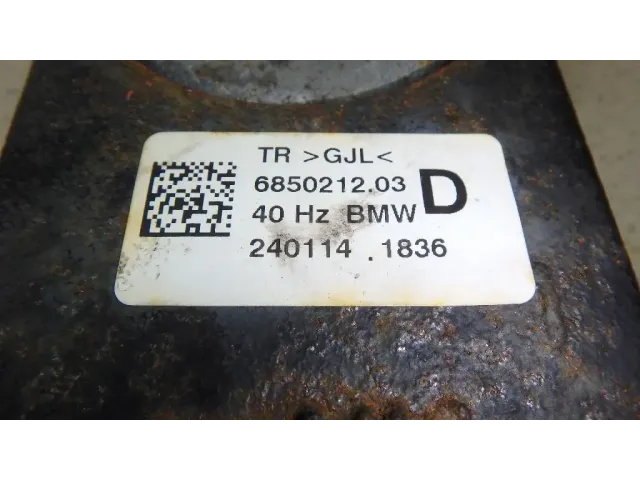 TR >GJL<
6850212.03
D
40 Hz BMW
240114 .1836